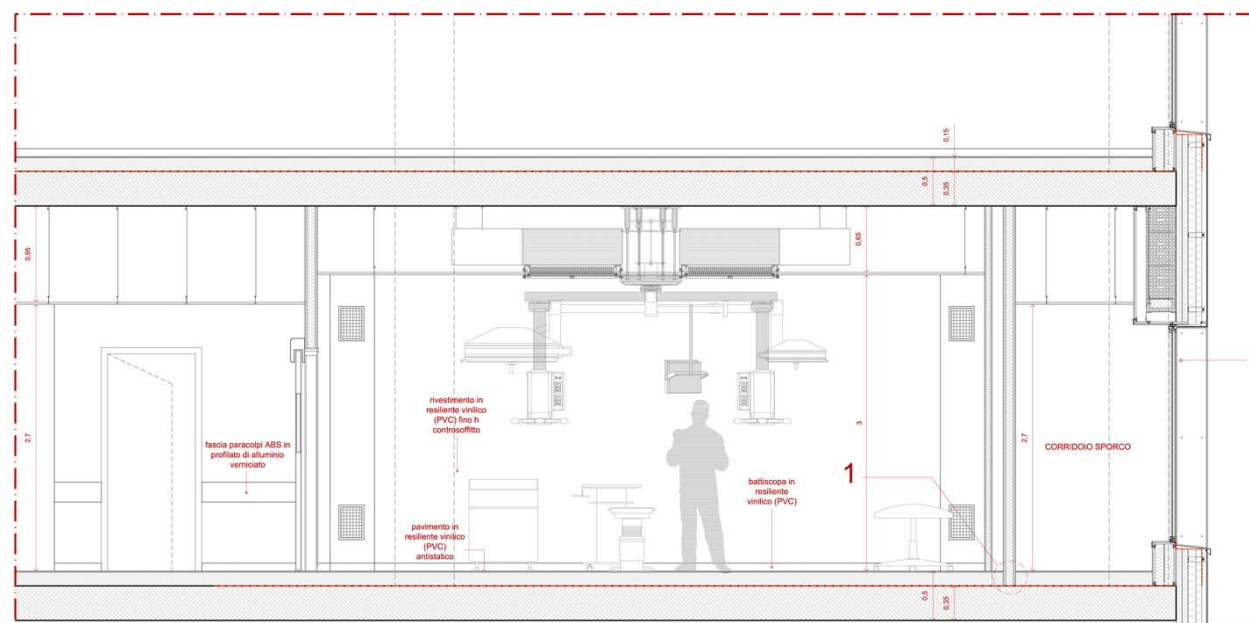 0,15
0,5
0,35
0,95
0,65
rivestimento in
resiliente vinilico
(PVC) fino h
controsoffitto
2,7
fascia paracolpi ABS in
profilato di alluminio
verniciato
3
2,7
CORRIDOIO SPORCO
1
battiscopa in
resiliente
vinilico (PVC)
pavimento in
resiliente vinilico
(PVC)
antistatico
0,5
0,35